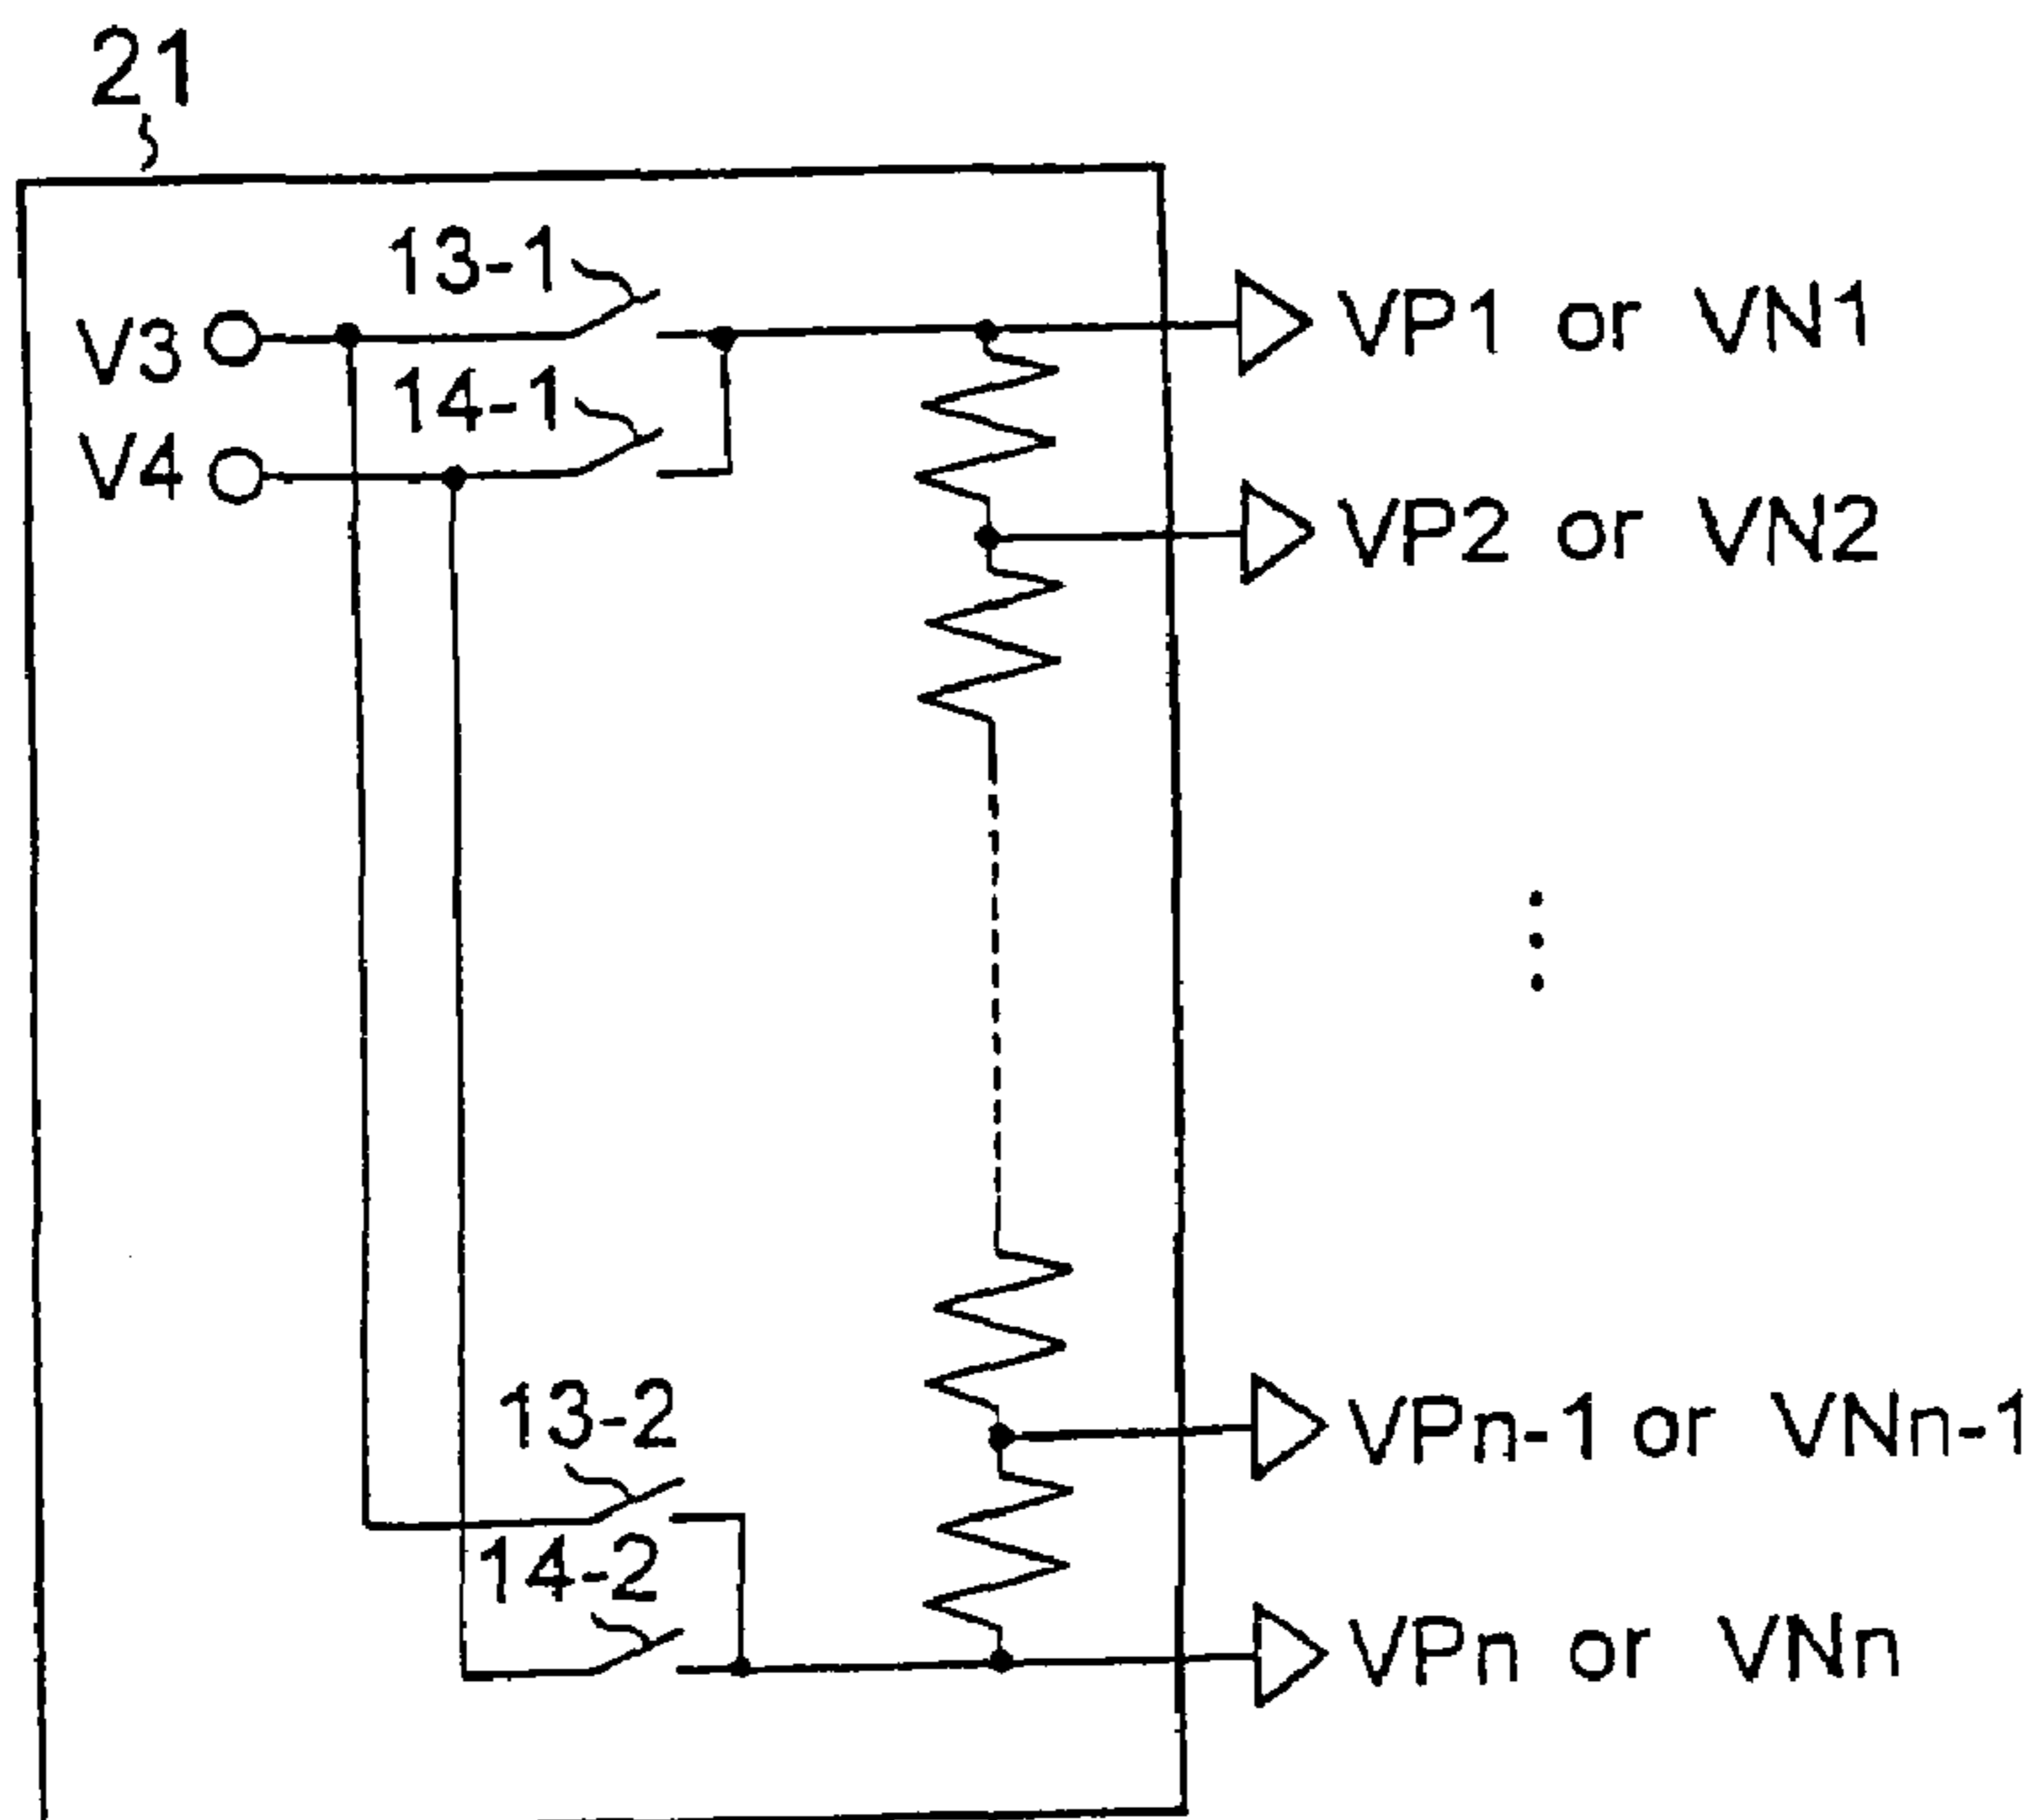 21
13-1
V3
VP1 or VN1
14-1
V4
VP2 or VN2
13-2
VPn-1 or VNn-1
14-2
VPn or VNn